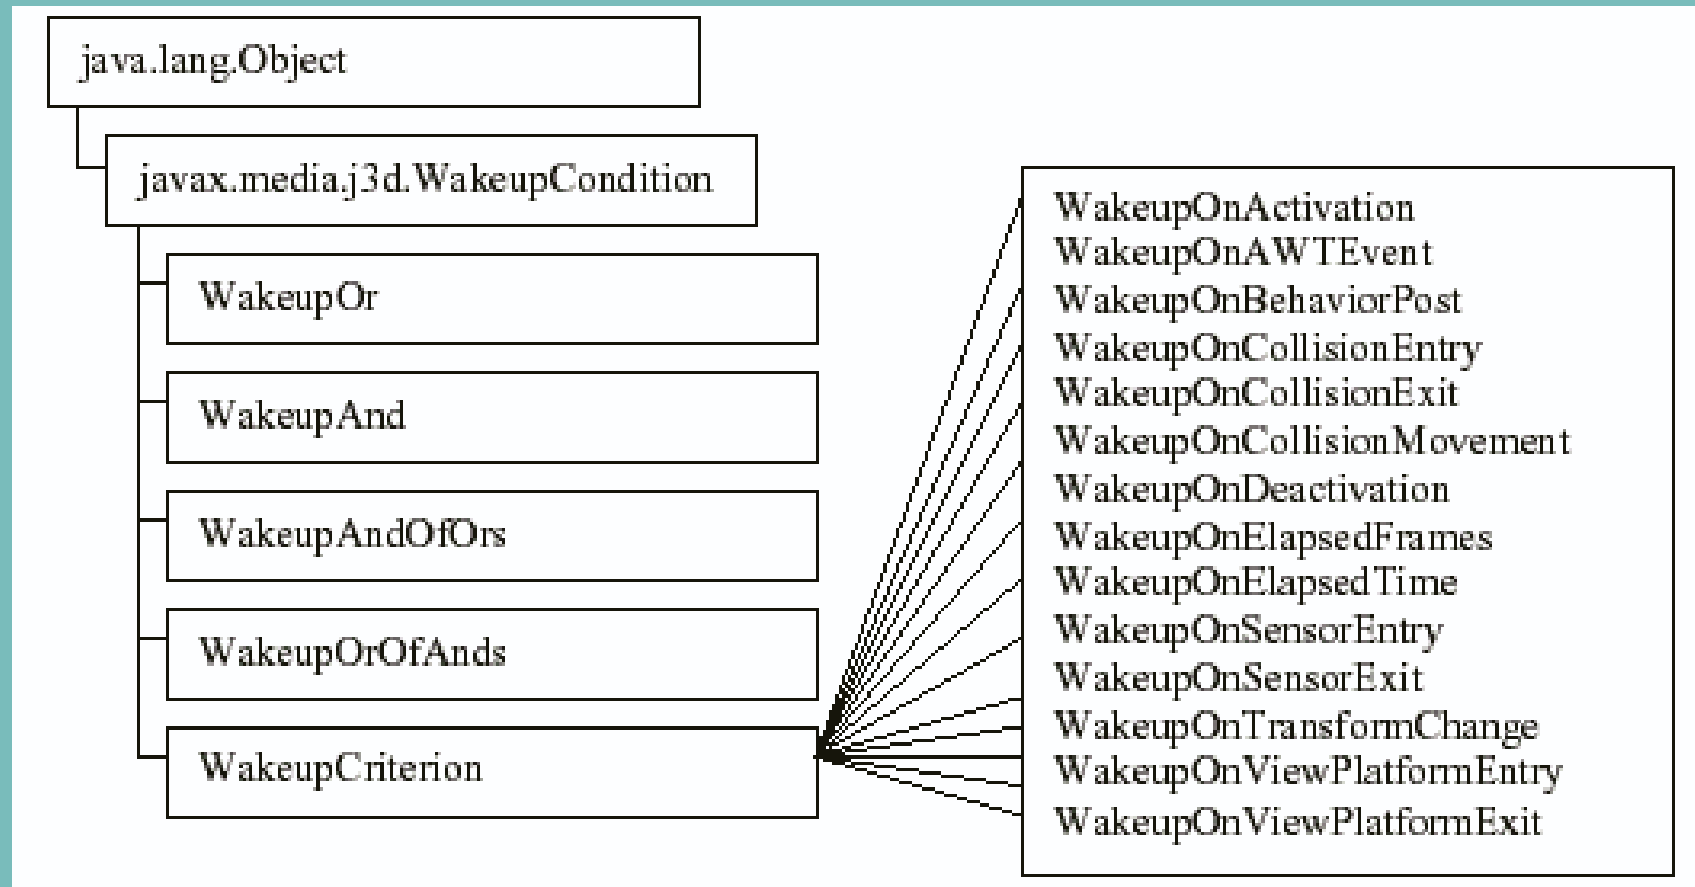 java.lang.Object
javax.media.j3d.WakeupCondition
WakeupOr
WakeupAnd
WakeupAndOfOrs
WakeupOrOfAnds
WakeupCriterion
WakeupOnActivation
WakeupOnAWTEvent
WakeupOnBehaviorPost
WakeupOnCollisionEntry
WakeupOnCollisionExit
WakeupOnCollisionMovement
WakeupOnDeactivation
WakeupOnElapsedFrames
WakeupOnElapsedTime
WakeupOnSensorEntry
WakeupOnSensorExit
WakeupOnTransformChange
WakeupOnViewPlatformEntry
WakeupOnViewPlatformExit